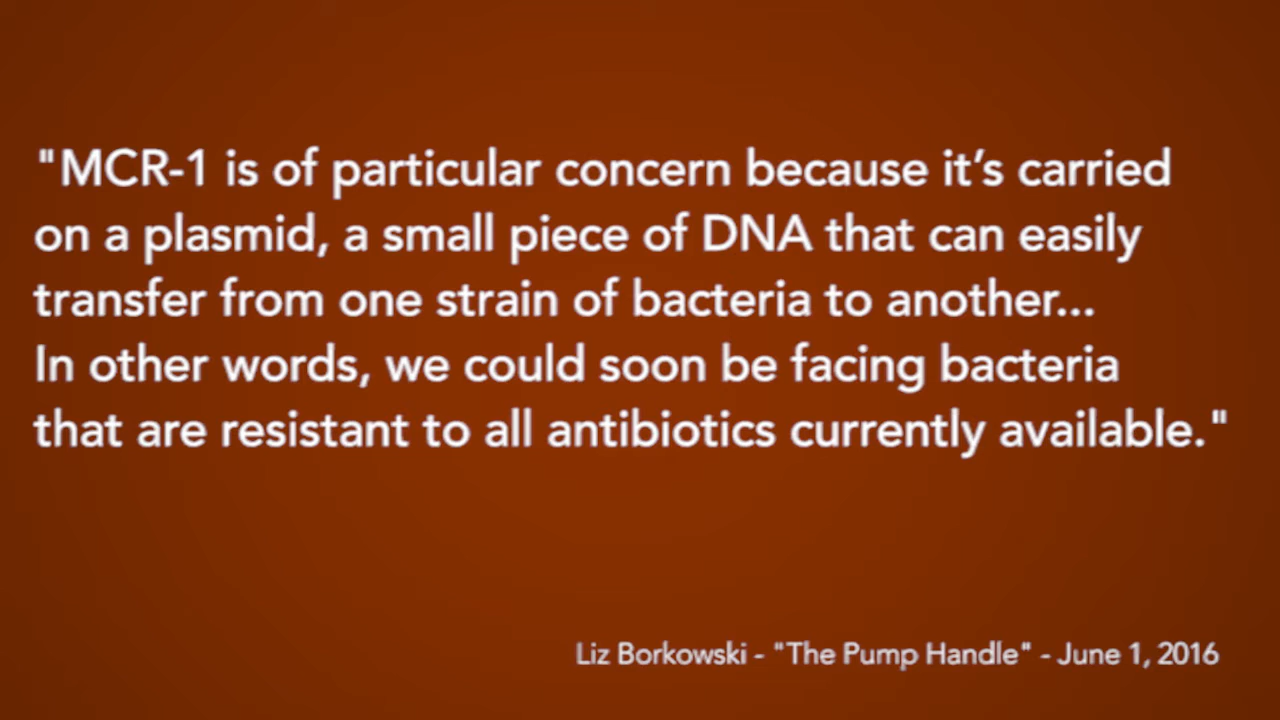 "MCR-1 is of particular concern because it’s carried
on a plasmid, a small piece of DNA that can easily
transfer from one strain of bacteria to another...
In other words, we could soon be facing bacteria
that are resistant to all antibiotics currently available."
Liz Borkowski - "The Pump Handle" - June 1, 2016